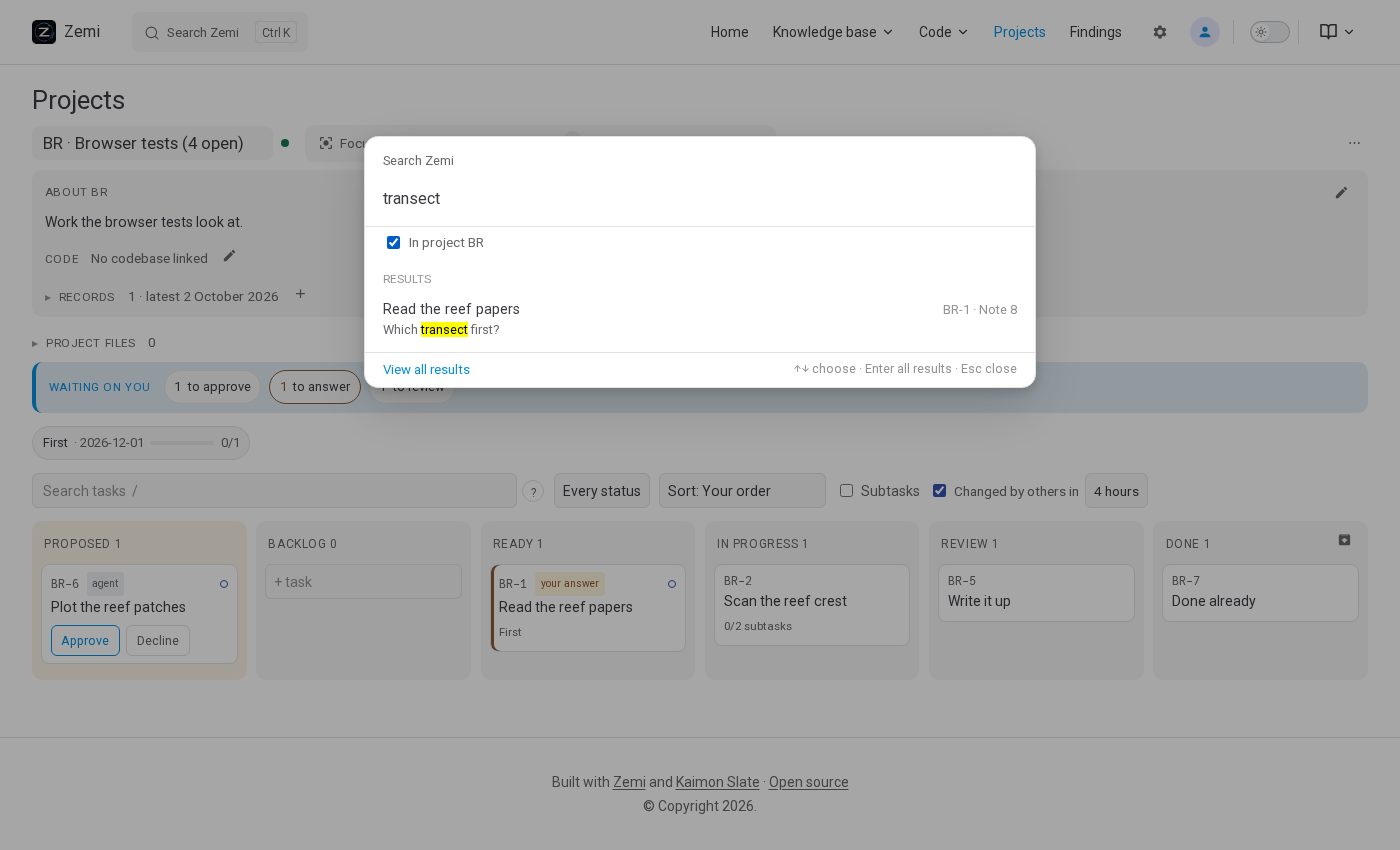 Zemi
Search Zemi Ctrl K
Home Knowledge base Code Projects Findings
Projects
BR · Browser tests (4 open)
Search Zemi
transect
In project BR
RESULTS
Read the reef papers BR-1 · Note 8
Which transect first?
View all results ↑↓ choose · Enter all results · Esc close
ABOUT BR
Work the browser tests look at.
CODE No codebase linked
RECORDS 1 · latest 2 October 2026 +
PROJECT FILES 0
WAITING ON YOU 1 to approve 1 to answer 1 to review
First · 2026-12-01 0/1
Search tasks / ? Every status Sort: Your order Subtasks Changed by others in 4 hours
PROPOSED 1
BR-6 agent
Plot the reef patches
Approve Decline
BACKLOG 0
+ task
READY 1
BR-1 your answer
Read the reef papers
First
IN PROGRESS 1
BR-2
Scan the reef crest
0/2 subtasks
REVIEW 1
BR-5
Write it up
DONE 1
BR-7
Done already
Built with Zemi and Kaimon Slate · Open source
© Copyright 2026.